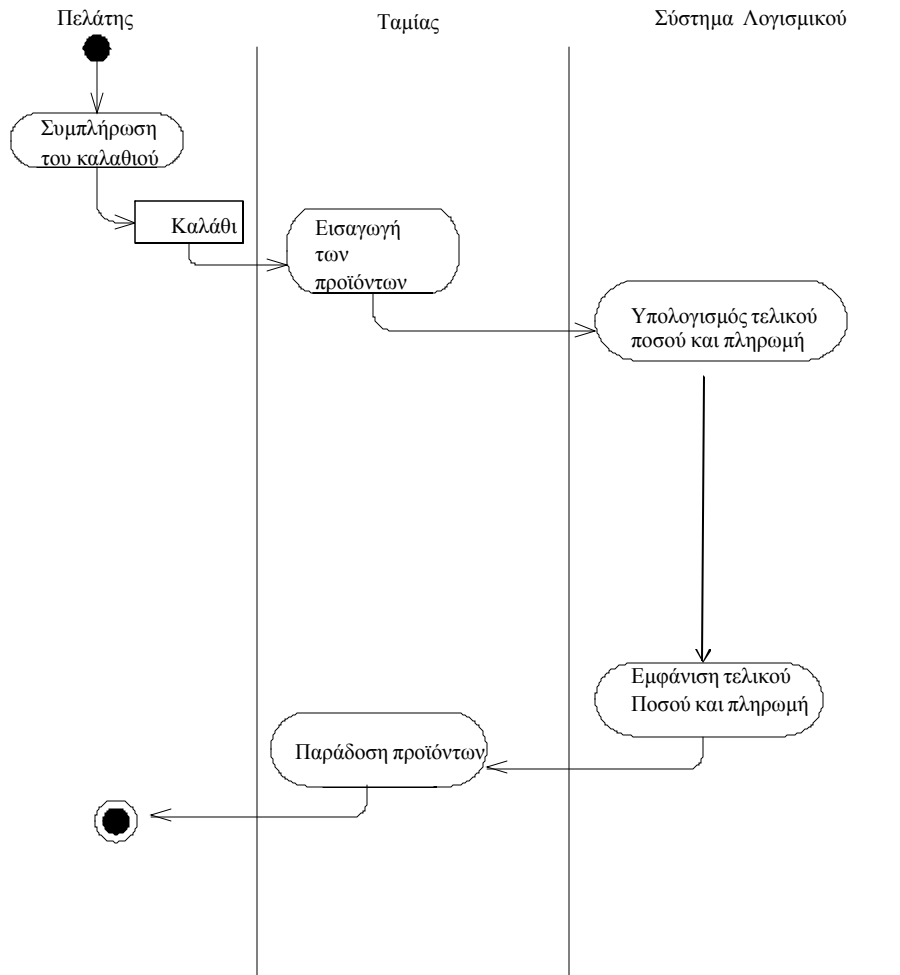 Πελάτης
Ταμίας
Σύστημα Λογισμικού
Συμπλήρωση
του καλαθιού
Καλάθι
Εισαγωγή
των
προϊόντων
Υπολογισμός τελικού
ποσού και πληρωμή
Εμφάνιση τελικού
Ποσού και πληρωμή
Παράδοση προϊόντων